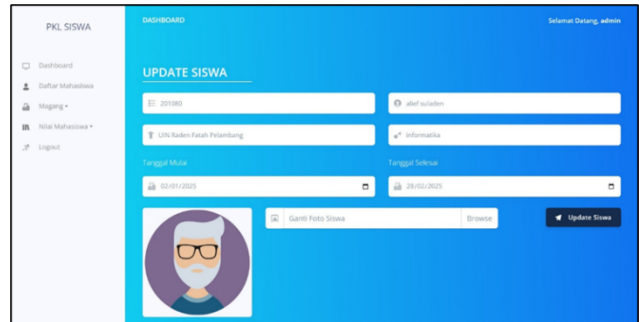 PKL SISWA
Dashboard
Daftar Mahasiswa
Magang
Nilai Mahasiswa
Logout
DASHBOARD
Selamat Datang, admin
UPDATE SISWA
201080
alief suladen
UIN Raden Fatah Pelambang
informatika
Tanggal Mulai
Tanggal Selesai
02/01/2025
28/02/2025
Ganti Foto Siswa
Browse
Update Siswa